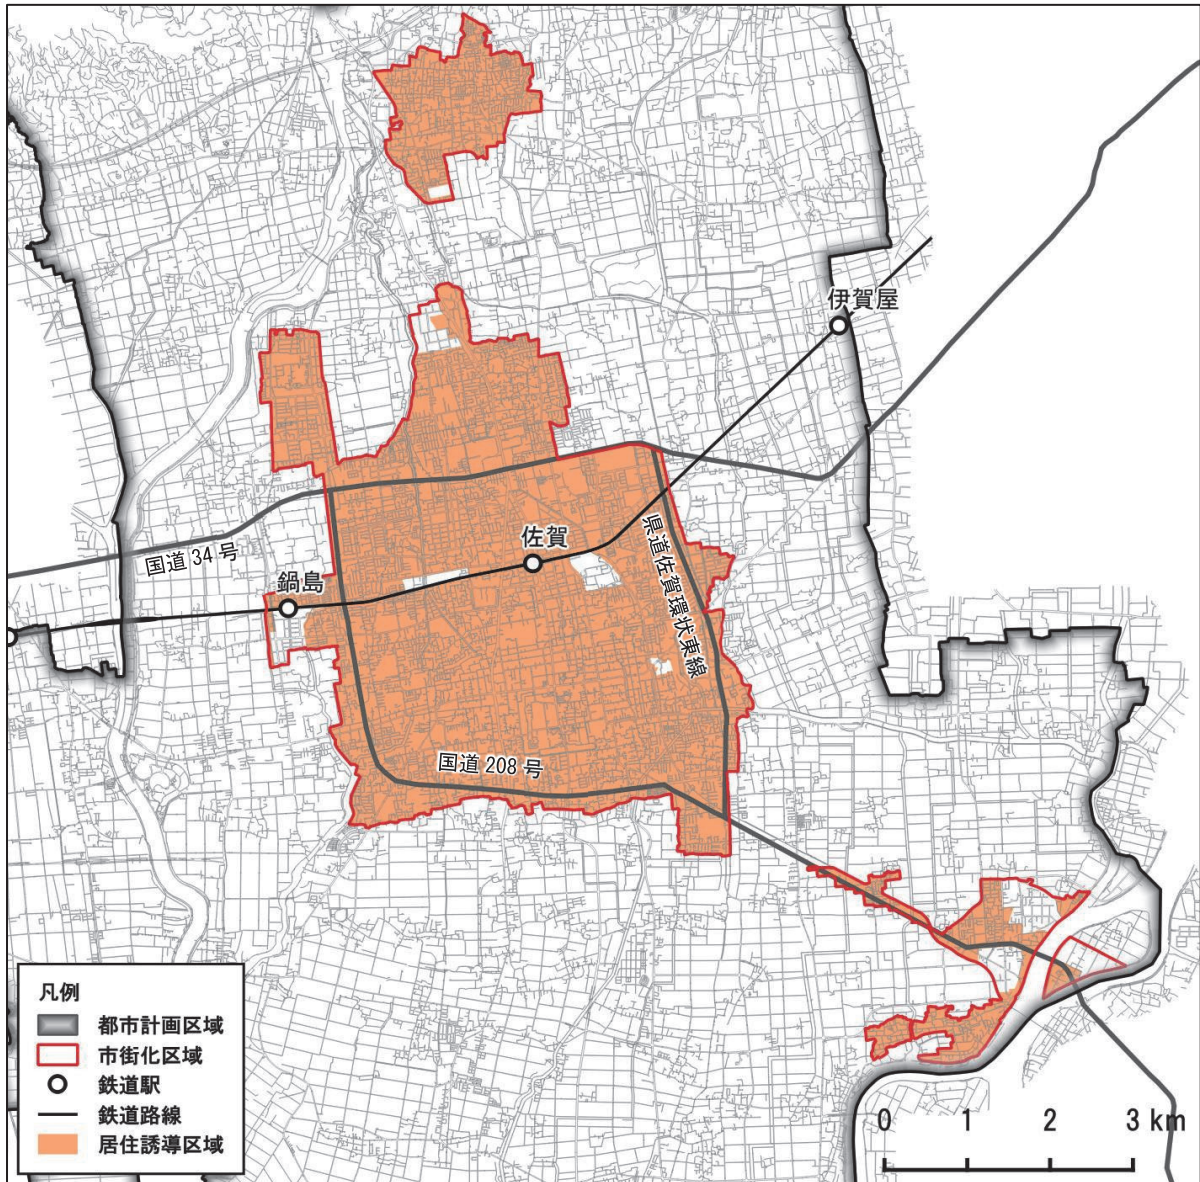 伊賀屋
佐賀
県道佐賀環状東線
国道 34 号
鍋島
国道 208 号
凡例
都市計画区域
市街化区域
鉄道駅
鉄道路線
居住誘導区域
0 1 2 3 km